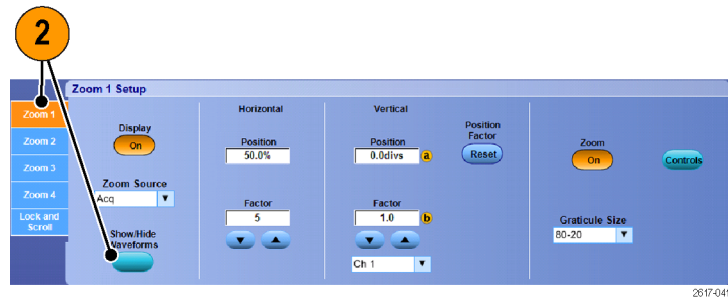 2
Zoom 1 Setup
Zoom 1
Zoom 2
Zoom 3
Zoom 4
Lock and
Scroll
Display
On
Zoom Source
Acq
Show/Hide
Waveforms
Horizontal
Position
50.0%
Factor
5
Vertical
Position
0.0divs a
Factor
1.0 b
Ch 1
Position
Factor
Reset
Zoom
On
Controls
Graticule Size
80-20
2617-041